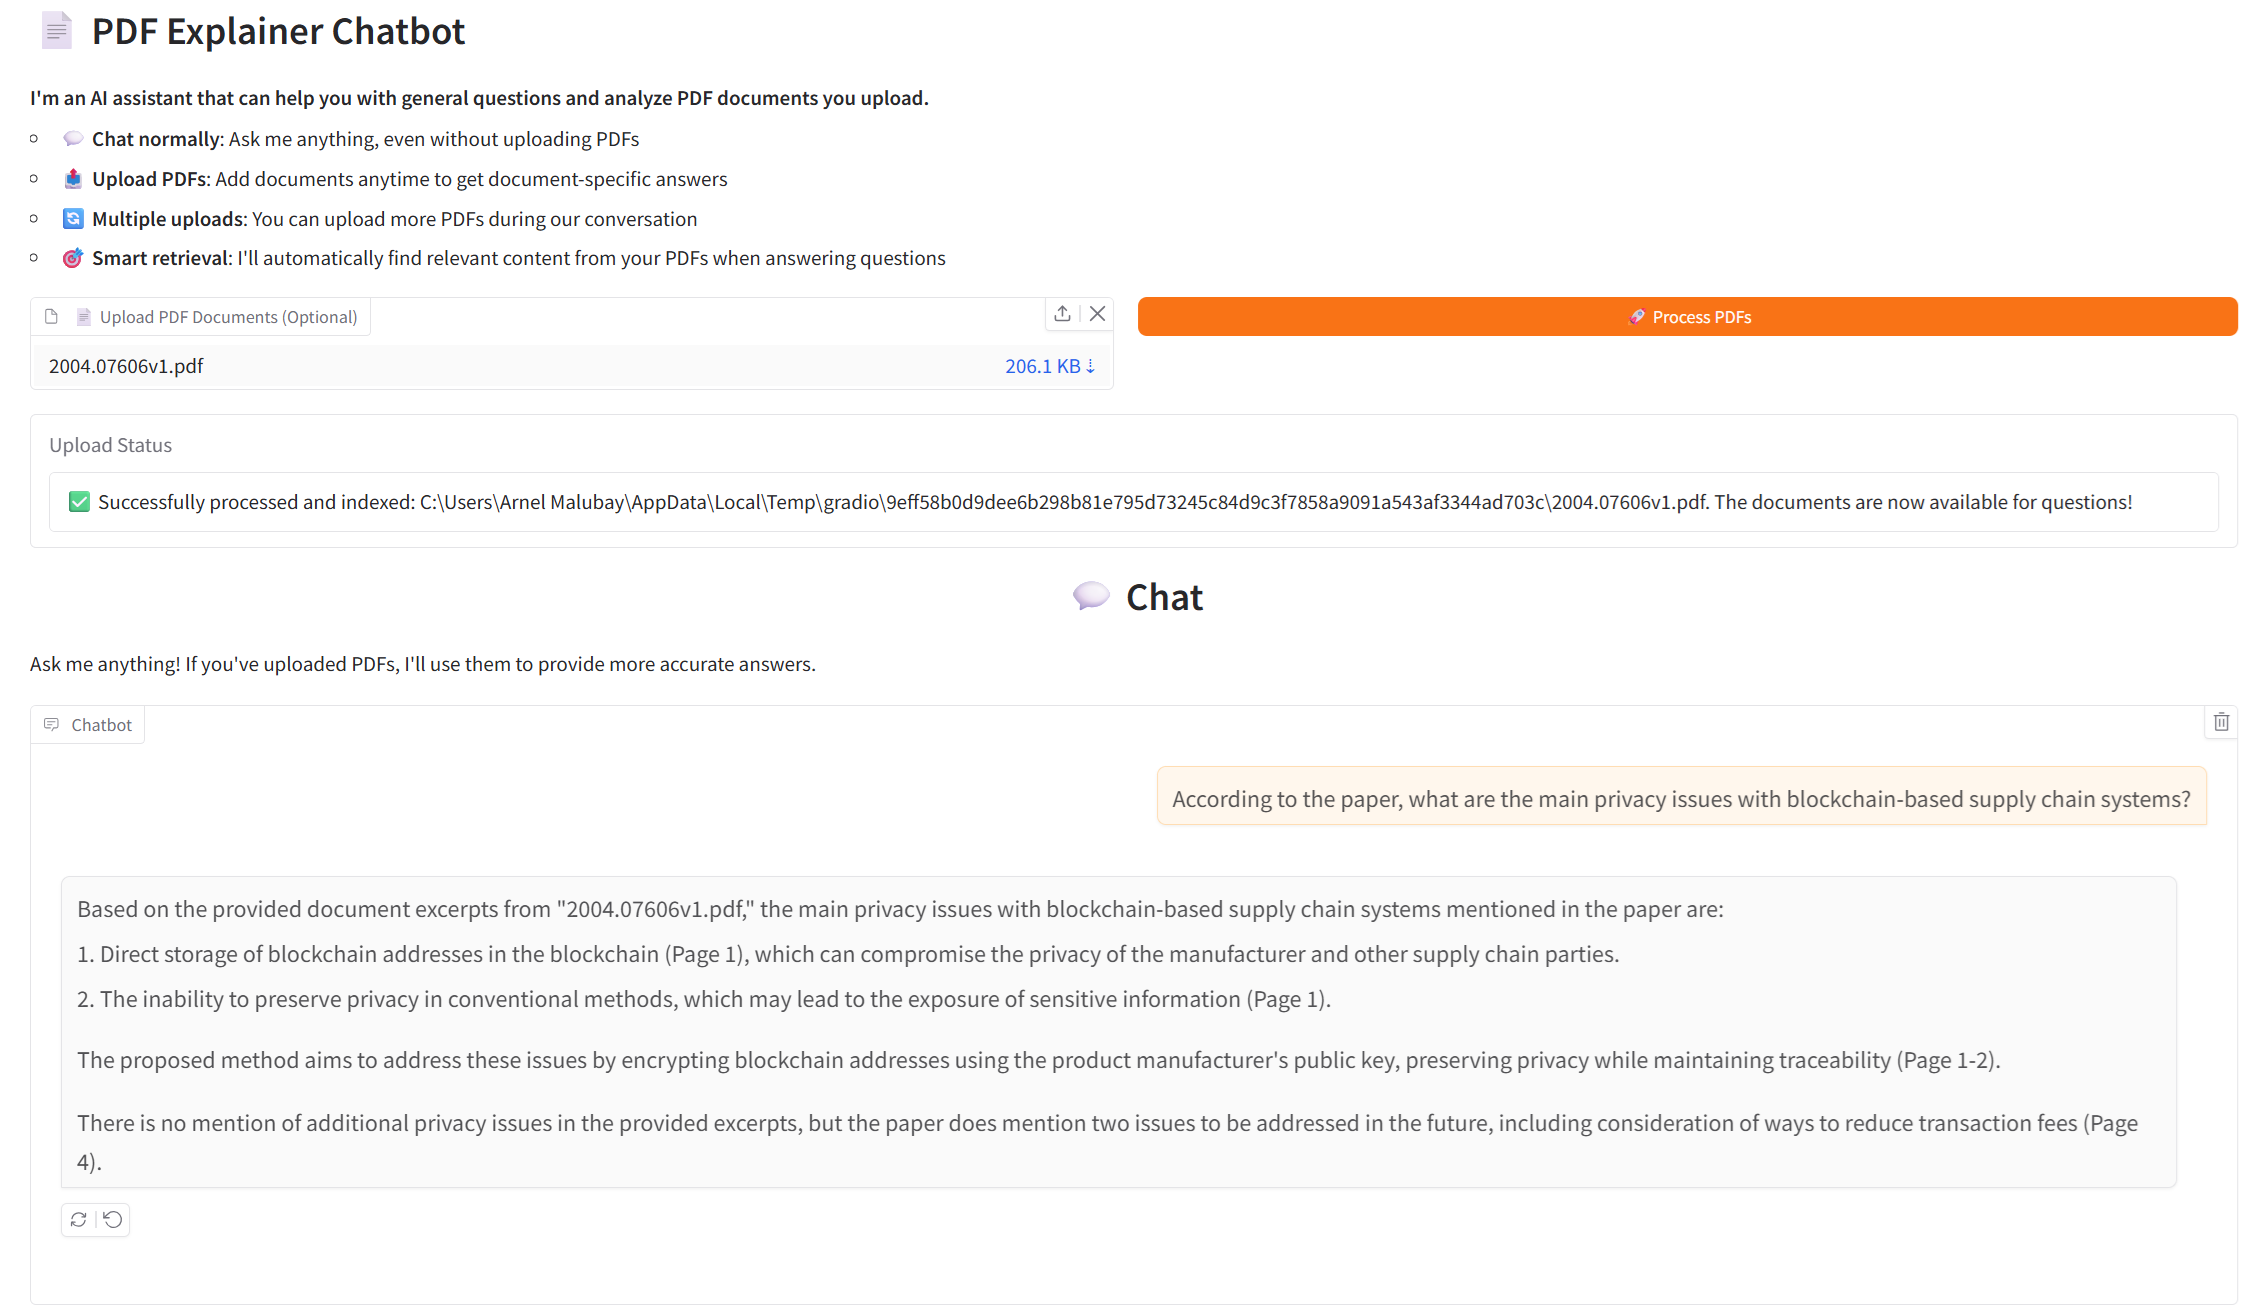 PDF Explainer Chatbot
I'm an AI assistant that can help you with general questions and analyze PDF documents you upload.
Chat normally: Ask me anything, even without uploading PDFs
Upload PDFs: Add documents anytime to get document-specific answers
Multiple uploads: You can upload more PDFs during our conversation
Smart retrieval: I'll automatically find relevant content from your PDFs when answering questions
Upload PDF Documents (Optional)
Process PDFs
2004.07606v1.pdf 206.1 KB ⇣
Upload Status
✅ Successfully processed and indexed: C:\Users\Arnel Malubay\AppData\Local\Temp\gradio\9eff58b0d9dee6b298b81e795d73245c84d9c3f7858a9091a543af3344ad703c\2004.07606v1.pdf. The documents are now available for questions!
Chat
Ask me anything! If you've uploaded PDFs, I'll use them to provide more accurate answers.
Chatbot
According to the paper, what are the main privacy issues with blockchain-based supply chain systems?
Based on the provided document excerpts from "2004.07606v1.pdf," the main privacy issues with blockchain-based supply chain systems mentioned in the paper are:
1. Direct storage of blockchain addresses in the blockchain (Page 1), which can compromise the privacy of the manufacturer and other supply chain parties.
2. The inability to preserve privacy in conventional methods, which may lead to the exposure of sensitive information (Page 1).
The proposed method aims to address these issues by encrypting blockchain addresses using the product manufacturer's public key, preserving privacy while maintaining traceability (Page 1-2).
There is no mention of additional privacy issues in the provided excerpts, but the paper does mention two issues to be addressed in the future, including consideration of ways to reduce transaction fees (Page
4).